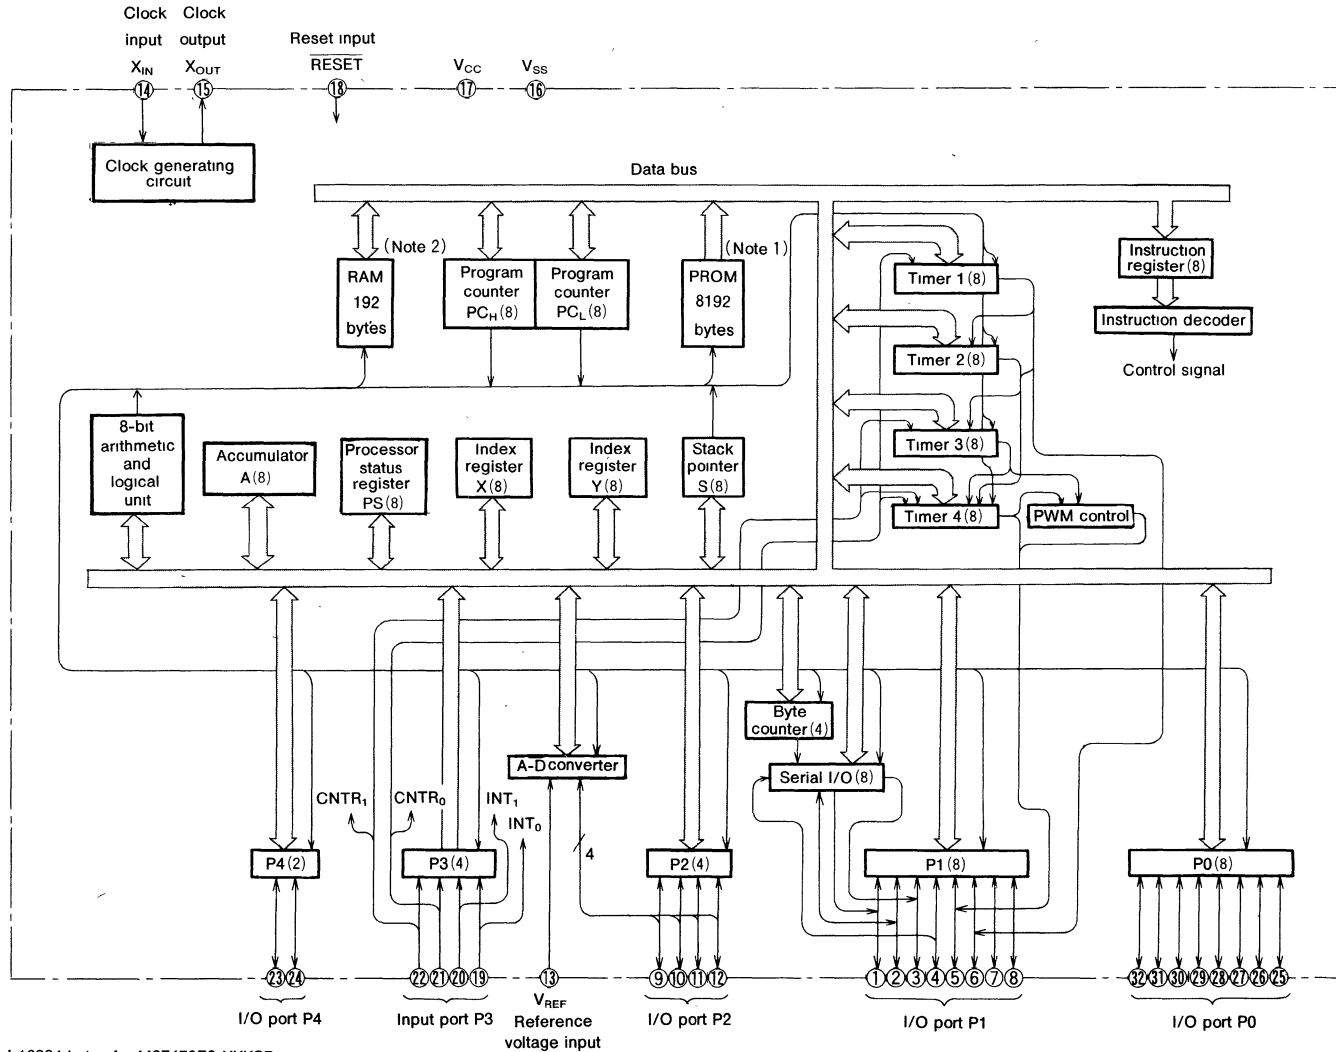 Clock Clock
input output Reset input
X_IN X_OUT RESET V_CC V_SS
14 15 18 17 16
Clock generating
circuit
Data bus
(Note 2)
(Note 1)
RAM
192
bytes
Program
counter
PC_H(8)
Program
counter
PC_L(8)
PROM
8192
bytes
Timer 1(8)
Timer 2(8)
Timer 3(8)
Timer 4(8)
PWM control
Instruction
register(8)
Instruction decoder
Control signal
8-bit
arithmetic
and
logical
unit
Accumulator
A(8)
Processor
status
register
PS(8)
Index
register
X(8)
Index
register
Y(8)
Stack
pointer
S(8)
Byte
counter(4)
A-D converter
Serial I/O(8)
CNTR₁
CNTR₀
INT₁
INT₀
4
P4(2)
P3(4)
P2(4)
P1(8)
P0(8)
23 24
22 21 20 19
13
9 10 11 12
1 2 3 4 5 6 7 8
32 31 30 29 28 27 26 25
I/O port P4
Input port P3
V_REF
Reference
voltage input
I/O port P2
I/O port P1
I/O port P0